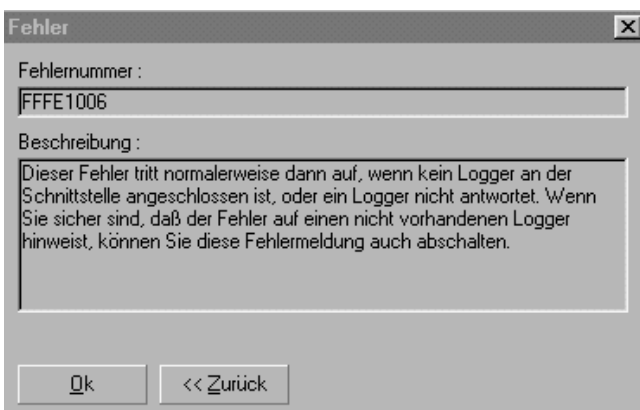 Fehler
Fehlernummer :
FFFE1006
Beschreibung :
Dieser Fehler tritt normalerweise dann auf, wenn kein Logger an der
Schnittstelle angeschlossen ist, oder ein Logger nicht antwortet. Wenn
Sie sicher sind, daß der Fehler auf einen nicht vorhandenen Logger
hinweist, können Sie diese Fehlermeldung auch abschalten.
Ok
<< Zurück